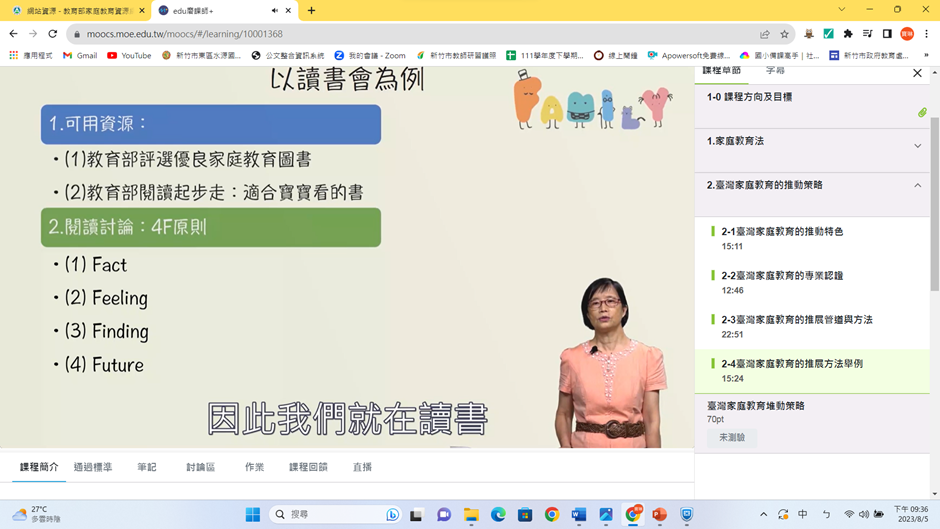 網站資源 - 教育部家庭教育資源
edu磨課師+
moocs.moe.edu.tw/moocs/#/learning/10001368
應用程式
Gmail
YouTube
新竹市東區水源國...
公文整合資訊系統
我的會議 - Zoom
新竹市教師研習護照
111學年度下學期...
線上閱鐘
Apowersoft免費線...
國小備課高手 | 社...
新竹市政府教育處...
以讀書會為例
1.可用資源：
•(1)教育部評選優良家庭教育圖書
•(2)教育部閱讀起步走：適合寶寶看的書
2.閱讀討論：4F原則
•(1) Fact
•(2) Feeling
•(3) Finding
•(4) Future
因此我們就在讀書
課程章節
字幕
1-0 課程方向及目標
1.家庭教育法
2.臺灣家庭教育的推動策略
2-1臺灣家庭教育的推動特色
15:11
2-2臺灣家庭教育的專業認證
12:46
2-3臺灣家庭教育的推展管道與方法
22:51
2-4臺灣家庭教育的推展方法舉例
15:24
臺灣家庭教育推動策略
70pt
未測驗
課程簡介
通過標準
筆記
討論區
作業
課程回饋
直播
27°C
多雲時陰
搜尋
中
ㄅ
下午 09:36
2023/8/5